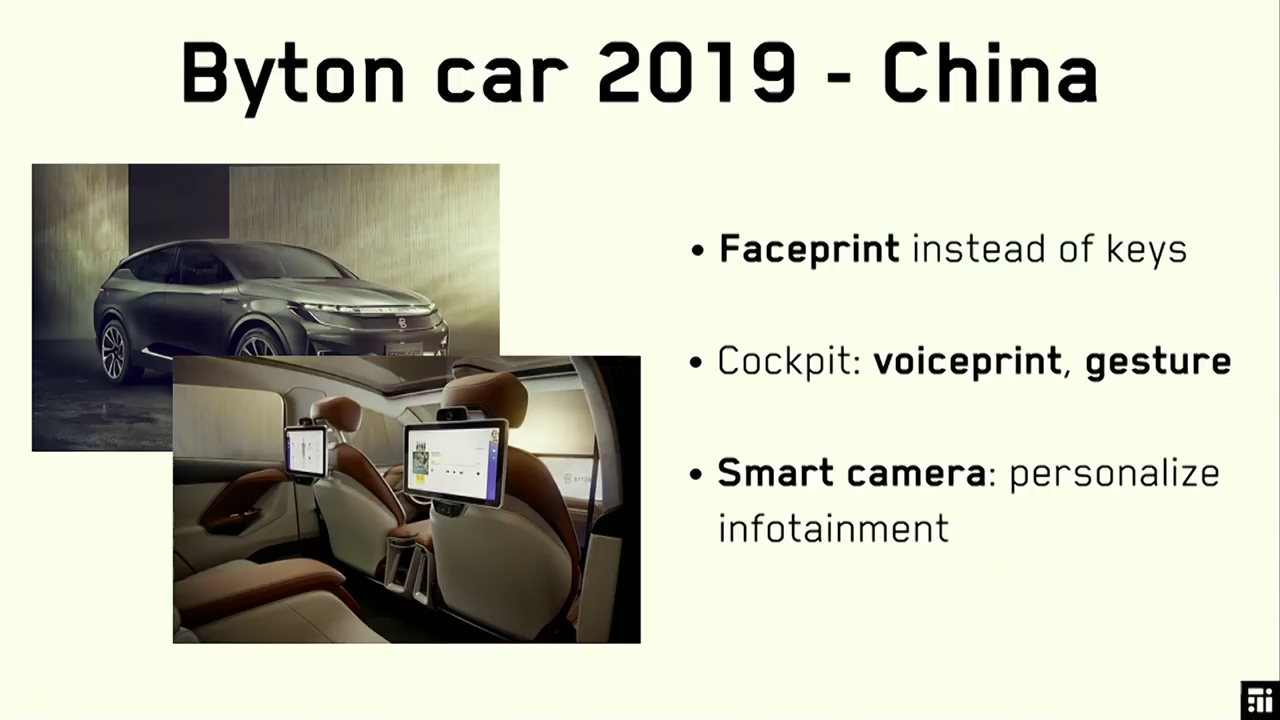 Byton car 2019 - China
• Faceprint instead of keys
• Cockpit: voiceprint, gesture
• Smart camera: personalize
infotainment